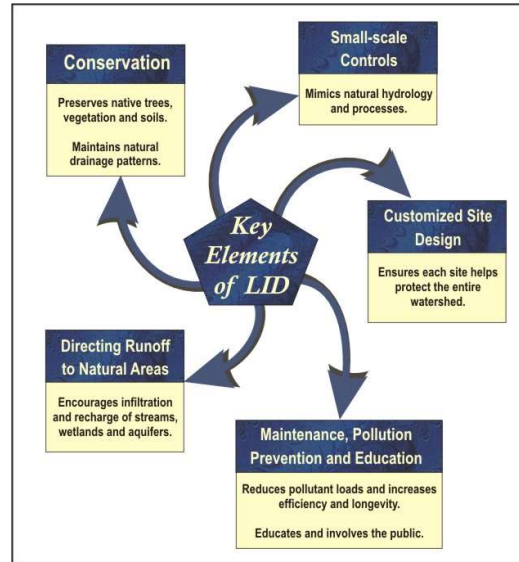 Conservation
Preserves native trees,
vegetation and soils.
Maintains natural
drainage patterns.
Small-scale
Controls
Mimics natural hydrology
and processes.
Key
Elements
of LID
Customized Site
Design
Ensures each site helps
protect the entire
watershed.
Directing Runoff
to Natural Areas
Encourages infiltration
and recharge of streams,
wetlands and aquifers.
Maintenance, Pollution
Prevention and Education
Reduces pollutant loads and increases
efficiency and longevity.
Educates and involves the public.